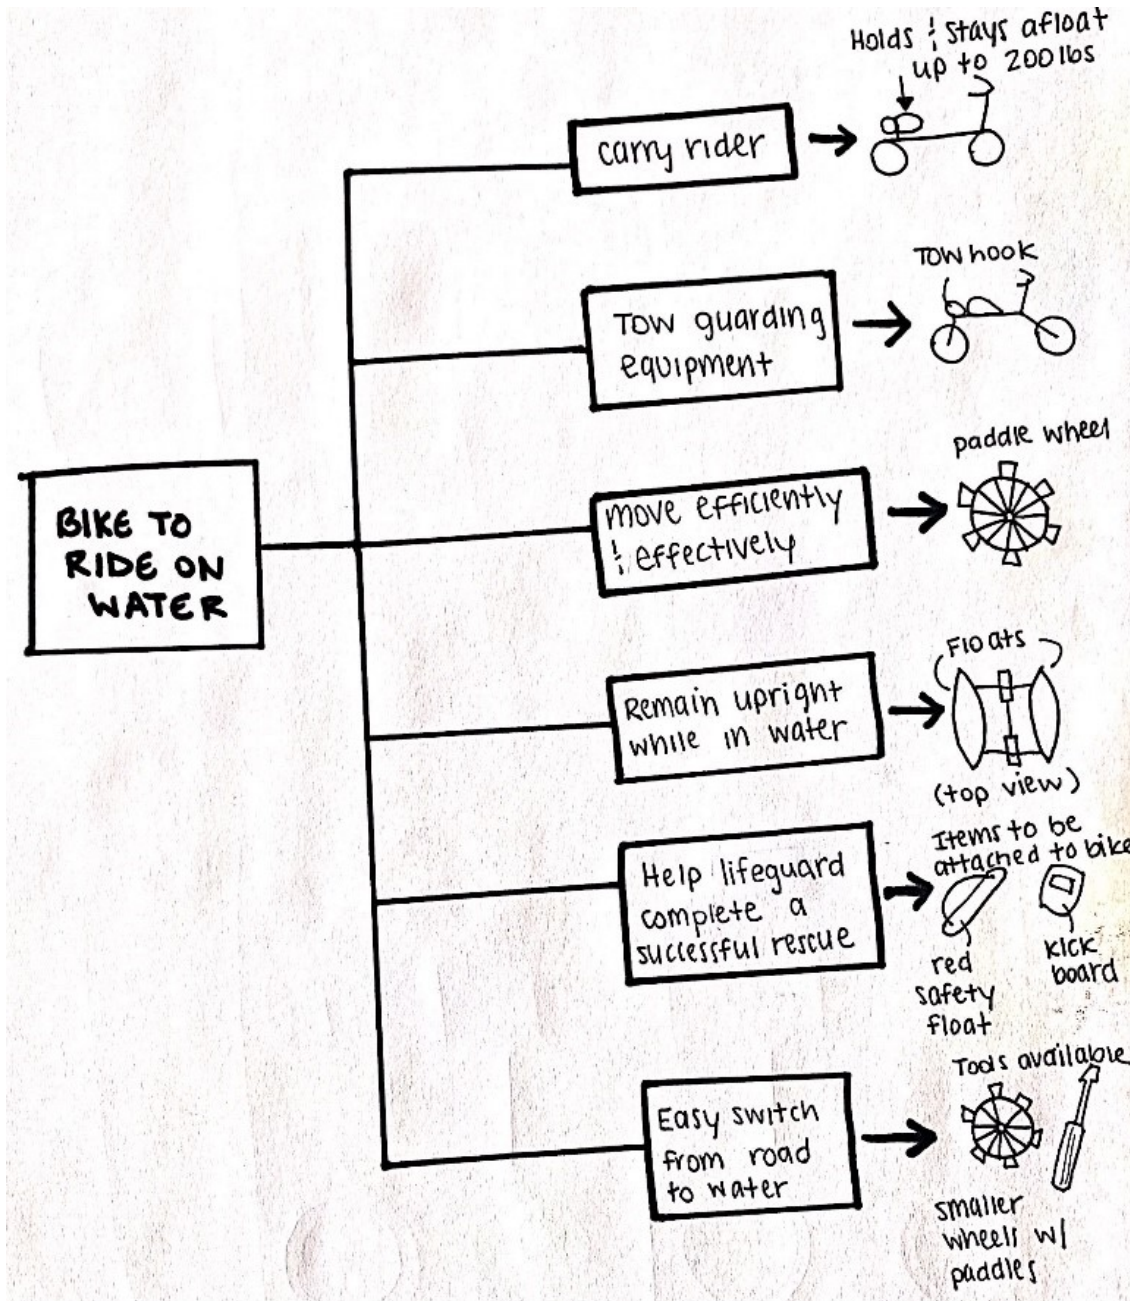 BIKE TO
RIDE ON
WATER
carry rider
Holds & stays afloat
up to 200lbs
Tow guarding
equipment
Tow hook
move efficiently
& effectively
paddle wheel
Remain upright
while in water
Floats
(top view)
Help lifeguard
complete a
successful rescue
Items to be
attached to bike
red
safety
float
kick
board
Easy switch
from road
to water
Tools available
smaller
wheels w/
paddles